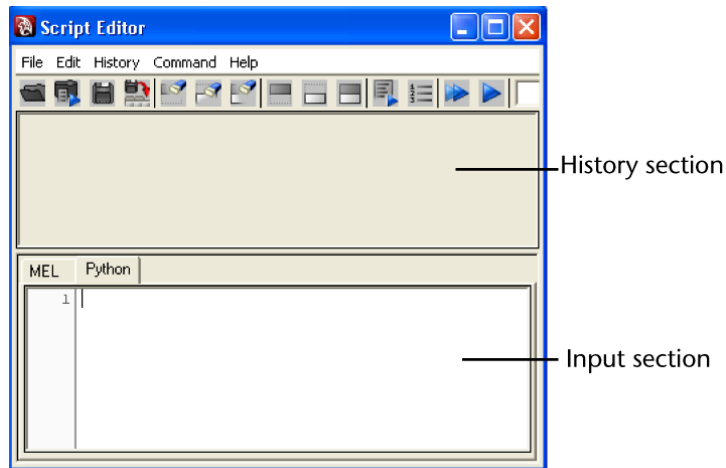 Script Editor
File Edit History Command Help
History section
MEL Python
1
Input section